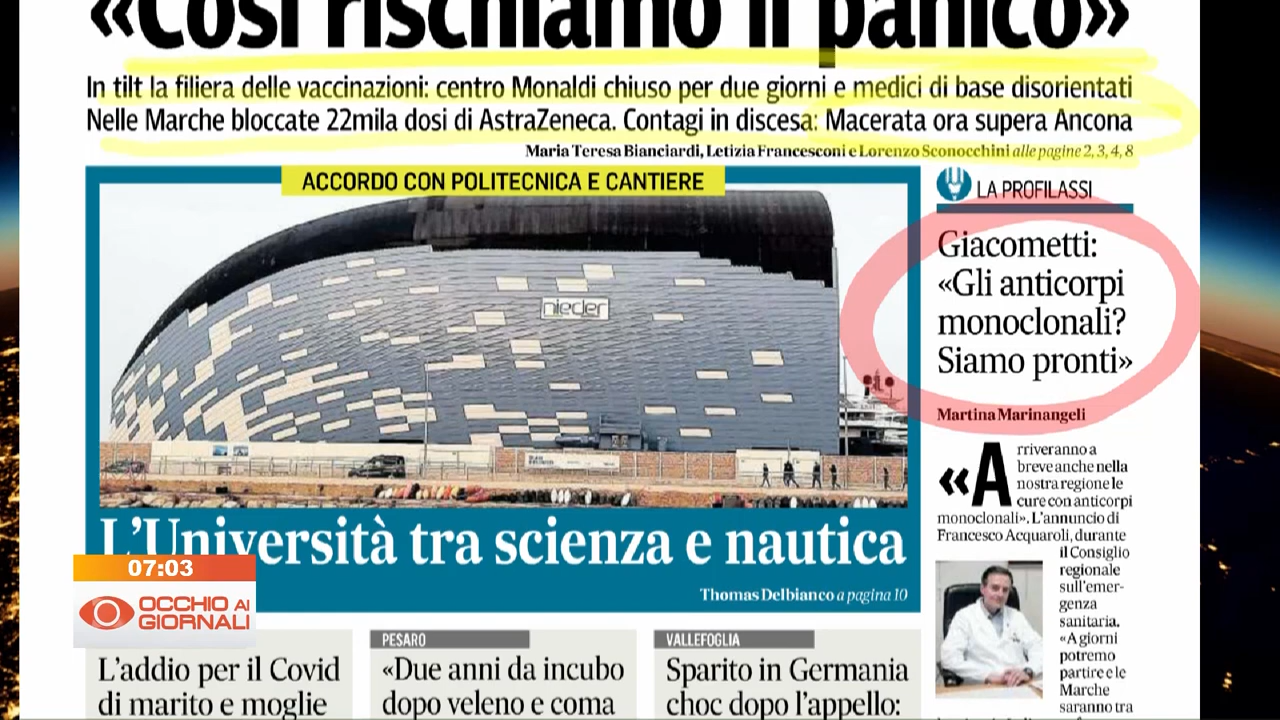 «Così rischiamo il panico»
In tilt la filiera delle vaccinazioni: centro Monaldi chiuso per due giorni e medici di base disorientati
Nelle Marche bloccate 22mila dosi di AstraZeneca. Contagi in discesa: Macerata ora supera Ancona
Maria Teresa Bianciardi, Letizia Francesconi e Lorenzo Sconocchini alle pagine 2, 3, 4, 8
ACCORDO CON POLITECNICA E CANTIERE
nieder
L'Università tra scienza e nautica
Thomas Delbianco a pagina 10
LA PROFILASSI
Giacometti:
«Gli anticorpi
monoclonali?
Siamo pronti»
Martina Marinangeli
«Arriveranno a
breve anche nella
nostra regione le
cure con anticorpi
monoclonali». L'annuncio di
Francesco Acquaroli, durante
il Consiglio
regionale
sull'emer-
genza
sanitaria.
«A giorni
potremo
partire e le
Marche
saranno tra
07:03
OCCHIO AI
GIORNALI
L'addio per il Covid
di marito e moglie
PESARO
«Due anni da incubo
dopo veleno e coma
VALLEFOGLIA
Sparito in Germania
choc dopo l'appello: